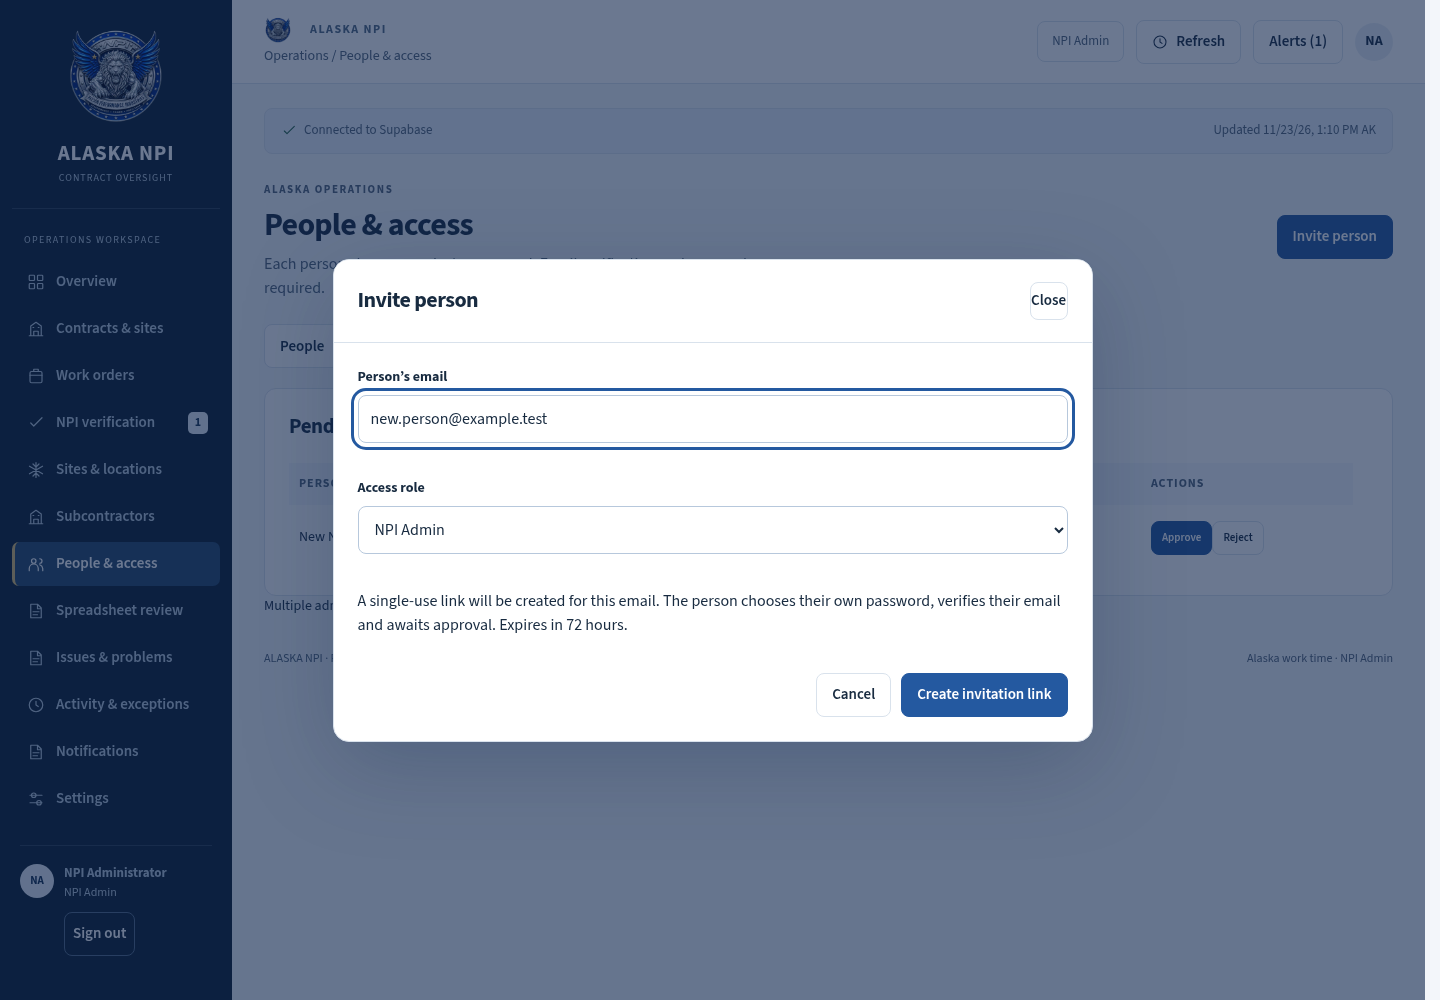 ALASKA NPI
CONTRACT OVERSIGHT
OPERATIONS WORKSPACE
Overview
Contracts & sites
Work orders
NPI verification 1
Sites & locations
Subcontractors
People & access
Spreadsheet review
Issues & problems
Activity & exceptions
Notifications
Settings
NA
NPI Administrator
NPI Admin
Sign out
ALASKA NPI
Operations / People & access
NPI Admin
Refresh
Alerts (1)
NA
Connected to Supabase
Updated 11/23/26, 1:10 PM AK
ALASKA OPERATIONS
People & access
Invite person
Each
required.
People
ACTIONS
New
Approve
Reject
Multiple
ALASKA NPI ·
Alaska work time · NPI Admin
Invite person
Close
Person’s email
new.person@example.test
Access role
NPI Admin
A single-use link will be created for this email. The person chooses their own password, verifies their email
and awaits approval. Expires in 72 hours.
Cancel
Create invitation link